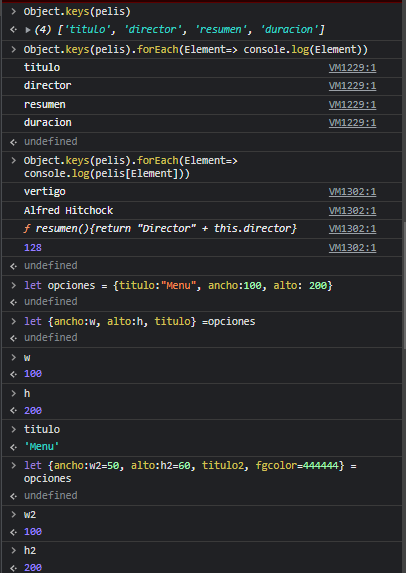 Object.keys(pelis)
(4) ['titulo', 'director', 'resumen', 'duracion']
Object.keys(pelis).forEach(Element=> console.log(Element))
titulo VM1229:1
director VM1229:1
resumen VM1229:1
duracion VM1229:1
undefined
Object.keys(pelis).forEach(Element=>
console.log(pelis[Element]))
vertigo VM1302:1
Alfred Hitchock VM1302:1
ƒ resumen(){return "Director" + this.director} VM1302:1
128 VM1302:1
undefined
let opciones = {titulo:"Menu", ancho:100, alto: 200}
undefined
let {ancho:w, alto:h, titulo} =opciones
undefined
w
100
h
200
titulo
'Menu'
let {ancho:w2=50, alto:h2=60, titulo2, fgcolor=444444} =
opciones
undefined
w2
100
h2
200